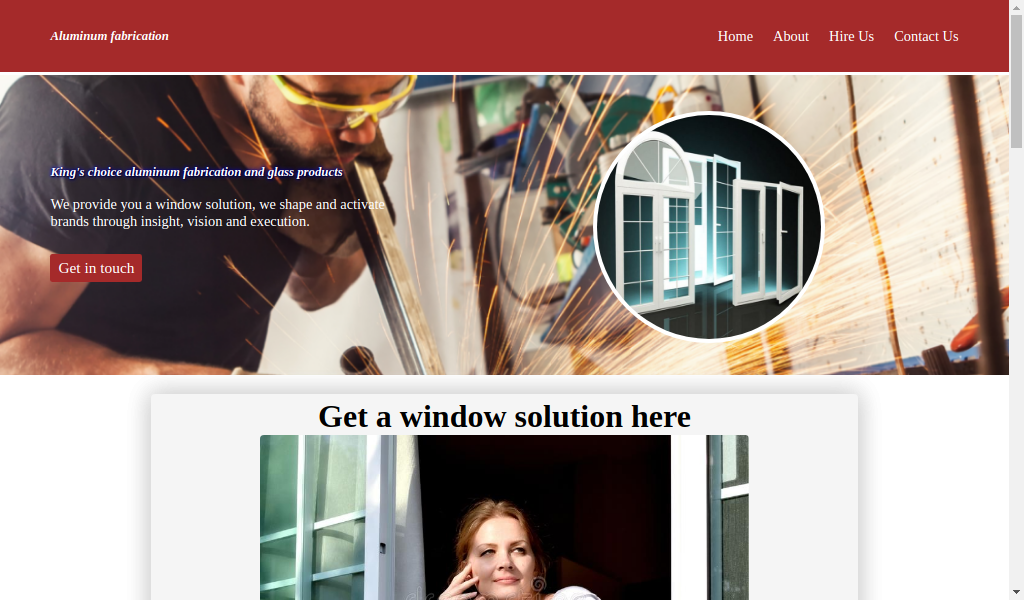 Aluminum fabrication
Home About Hire Us Contact Us
King's choice aluminum fabrication and glass products
We provide you a window solution, we shape and activate
brands through insight, vision and execution.
Get in touch
Get a window solution here